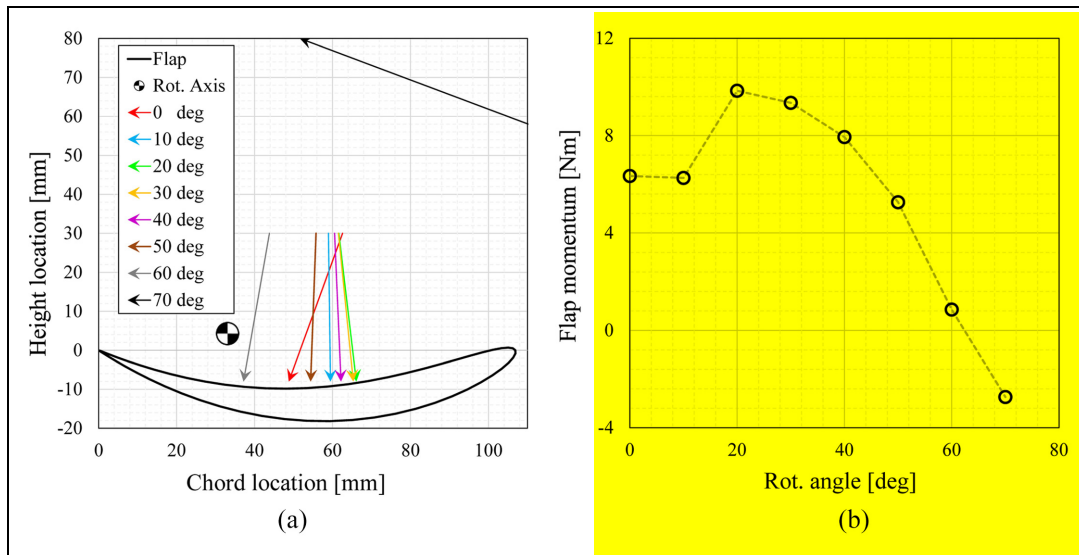 80
70
60
50
40
30
20
10
0
-10
-20
Height location [mm]
Flap
Rot. Axis
0 deg
10 deg
20 deg
30 deg
40 deg
50 deg
60 deg
70 deg
0 20 40 60 80 100
Chord location [mm]
(a)
12
8
4
0
-4
Flap momentum [Nm]
0 20 40 60 80
Rot. angle [deg]
(b)